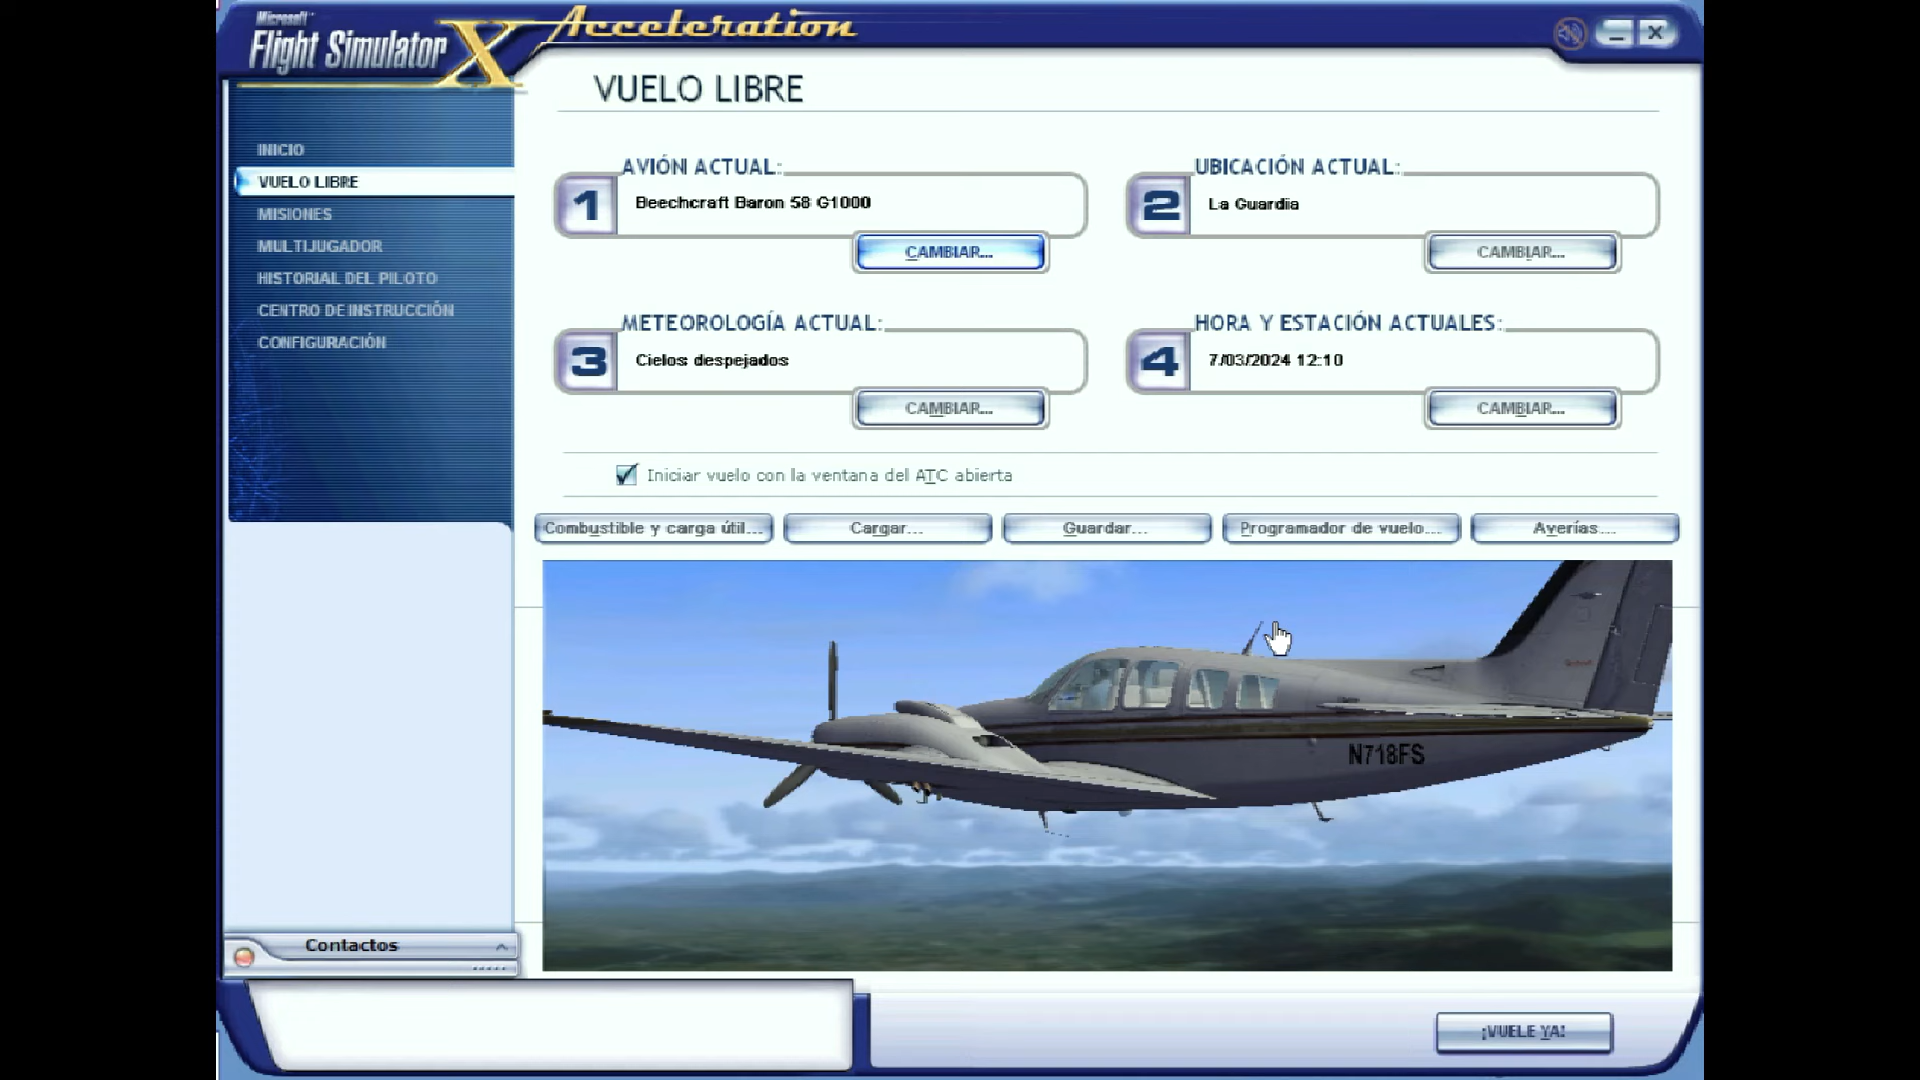 Microsoft
Flight Simulator X Acceleration
VUELO LIBRE
INICIO
VUELO LIBRE
MISIONES
MULTIJUGADOR
HISTORIAL DEL PILOTO
CENTRO DE INSTRUCCIÓN
CONFIGURACIÓN
1
AVIÓN ACTUAL:
Beechcraft Baron 58 G1000
CAMBIAR...
2
UBICACIÓN ACTUAL:
La Guardia
CAMBIAR...
3
METEOROLOGÍA ACTUAL:
Cielos despejados
CAMBIAR...
4
HORA Y ESTACIÓN ACTUALES:
7/03/2024 12:10
CAMBIAR...
Iniciar vuelo con la ventana del ATC abierta
Combustible y carga útil...
Cargar...
Guardar...
Programador de vuelo....
Averías....
N718FS
Contactos
¡VUELE YA!